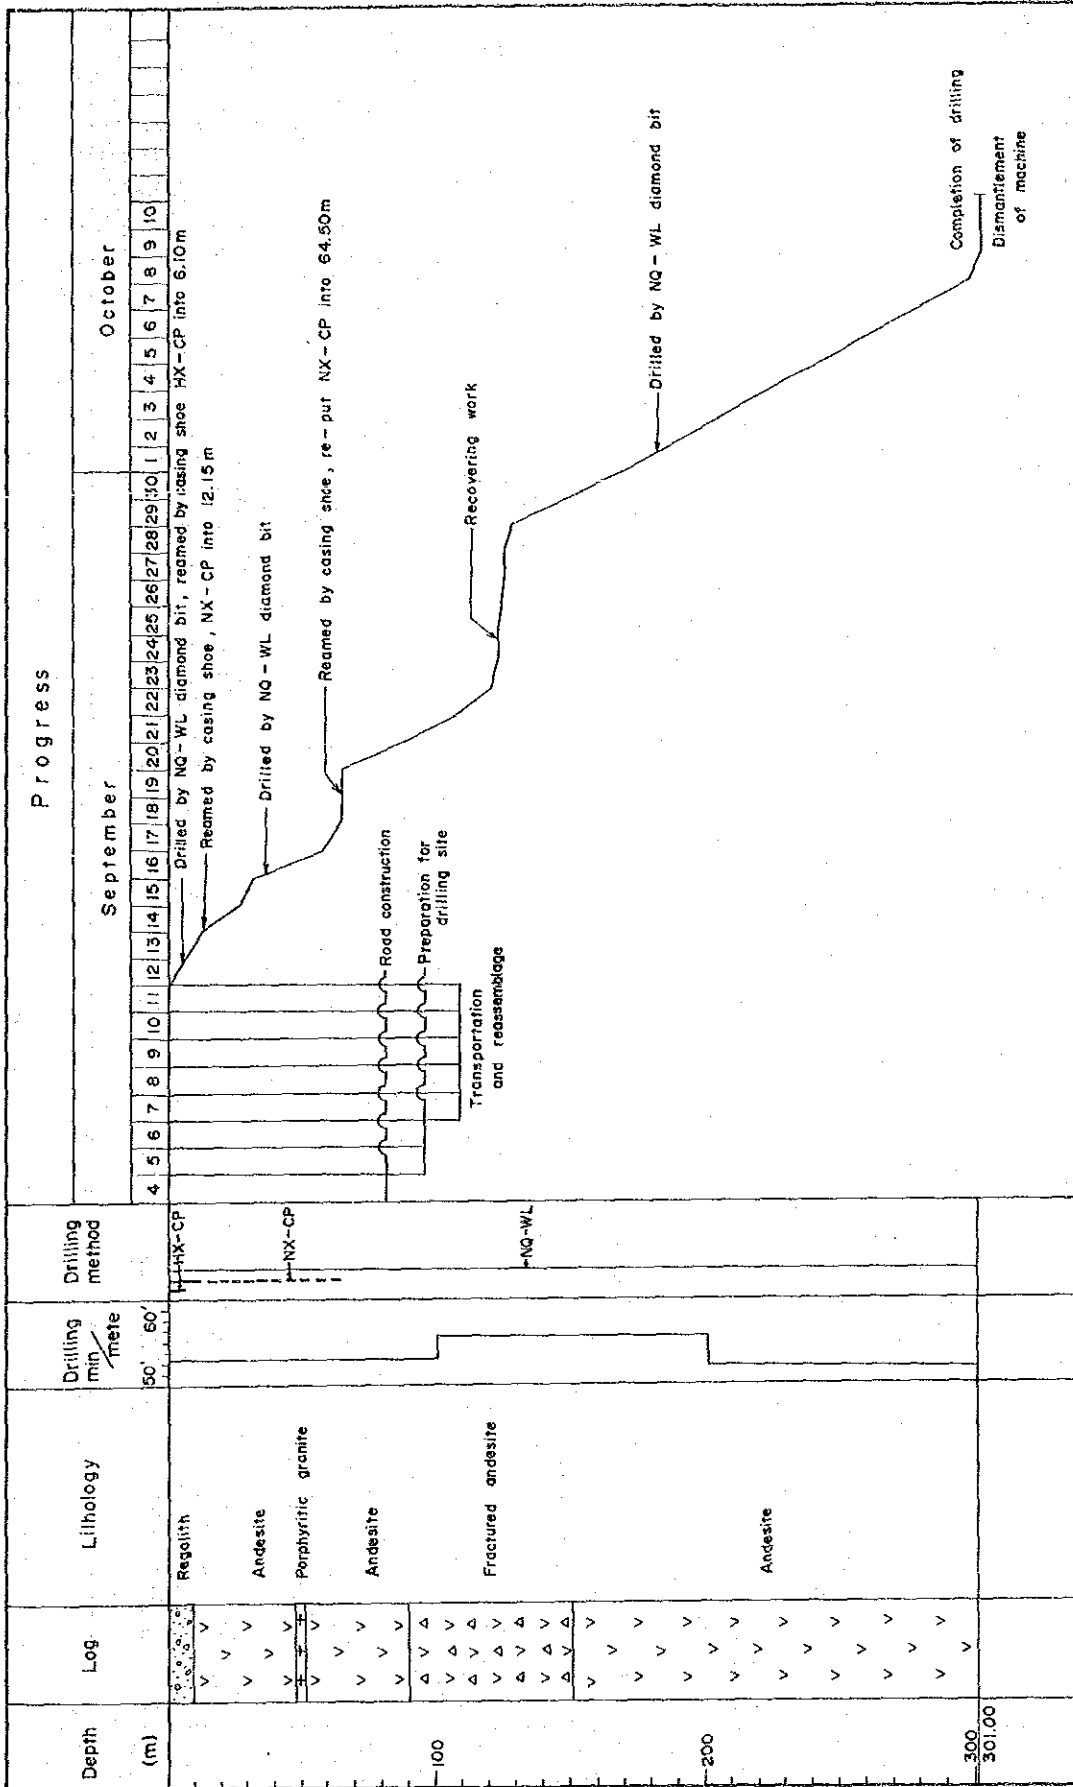 Progress
September
October
4 5 6 7 8 9 10 11 12 13 14 15 16 17 18 19 20 21 22 23 24 25 26 27 28 29 30 1 2 3 4 5 6 7 8 9 10
Depth
(m)
Log
Lilhology
Drilling
min/mete
50' 60'
Drilling
method
Regolith
Andesite
Porphyritic granite
Andesite
Fractured andesite
Andesite
HX-CP
NX-CP
NQ-WL
100
200
300
301.00
Drilled by NQ-WL diamond bit, reamed by casing shoe HX-CP into 6.10m
Reamed by casing shoe, NX-CP into 12.15m
Drilled by NQ-WL diamond bit
Reamed by casing shoe, re-put NX-CP into 64.50m
Road construction
Preparation for
drilling site
Transportation
and reassemblage
Recovering work
Drilled by NQ-WL diamond bit
Completion of drilling
Dismantlement
of machine